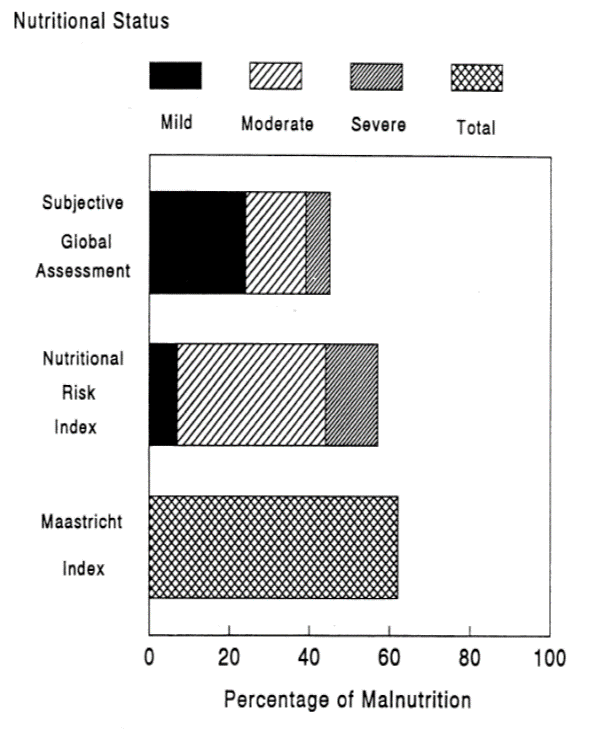 Nutritional Status
Mild Moderate Severe Total
Subjective
Global
Assessment
Nutritional
Risk
Index
Maastricht
Index
0 20 40 60 80 100
Percentage of Malnutrition